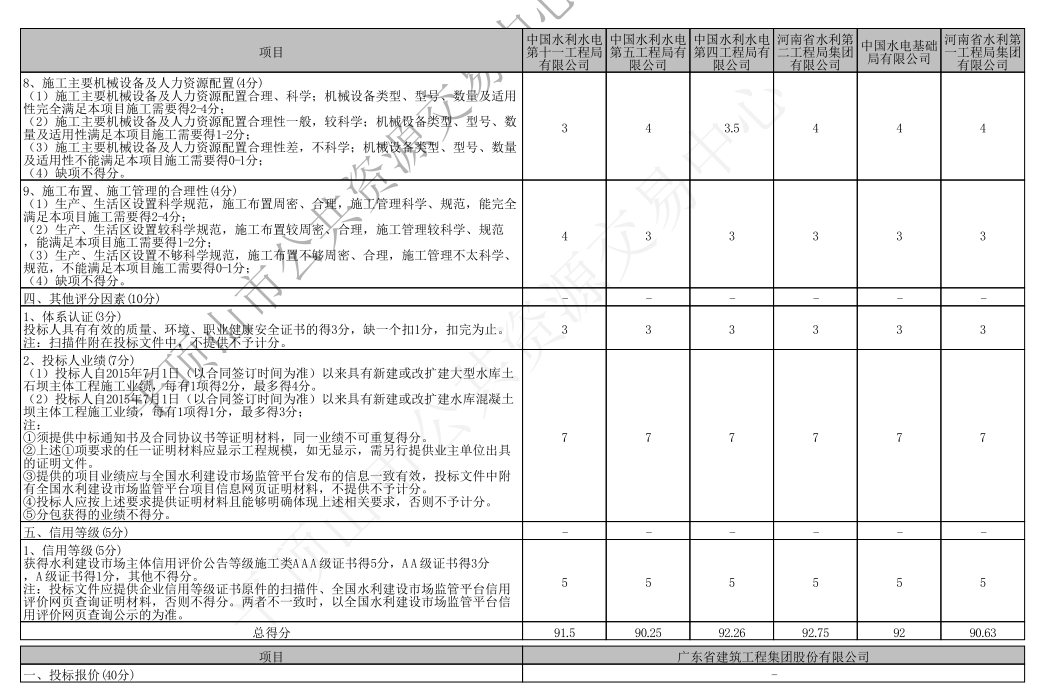 项目
中国水利水电第十一工程局有限公司
中国水利水电第五工程局有限公司
中国水利水电第四工程局有限公司
河南省水利第二工程局集团有限公司
中国水电基础局有限公司
河南省水利第一工程局集团有限公司
8、施工主要机械设备及人力资源配置(4分)
（1）施工主要机械设备及人力资源配置合理、科学；机械设备类型、型号、数量及适用
性完全满足本项目施工需要得2-4分；
（2）施工主要机械设备及人力资源配置合理性一般，较科学；机械设备类型、型号、数
量及适用性满足本项目施工需要得1-2分；
（3）施工主要机械设备及人力资源配置合理性差，不科学；机械设备类型、型号、数量
及适用性不能满足本项目施工需要得0-1分；
（4）缺项不得分。
3 4 3.5 4 4 4
9、施工布置、施工管理的合理性(4分)
（1）生产、生活区设置科学规范，施工布置周密、合理，施工管理科学、规范，能完全
满足本项目施工需要得2-4分；
（2）生产、生活区设置较科学规范，施工布置较周密、合理，施工管理较科学、规范
，能满足本项目施工需要得1-2分；
（3）生产、生活区设置不够科学规范，施工布置不够周密、合理，施工管理不太科学、
规范，不能满足本项目施工需要得0-1分；
（4）缺项不得分。
4 3 3 3 3 3
四、其他评分因素(10分) – – – – – –
1、体系认证(3分)
投标人具有有效的质量、环境、职业健康安全证书的得3分，缺一个扣1分，扣完为止。
注：扫描件附在投标文件中，不提供不予计分。
3 3 3 3 3 3
2、投标人业绩(7分)
（1）投标人自2015年7月1日（以合同签订时间为准）以来具有新建或改扩建大型水库土
石坝主体工程施工业绩，每有1项得2分，最多得4分。
（2）投标人自2015年7月1日（以合同签订时间为准）以来具有新建或改扩建水库混凝土
坝主体工程施工业绩，每有1项得1分，最多得3分；
注：
①须提供中标通知书及合同协议书等证明材料，同一业绩不可重复得分。
②上述①项要求的任一证明材料应显示工程规模，如无显示，需另行提供业主单位出具
的证明文件。
③提供的项目业绩应与全国水利建设市场监管平台发布的信息一致有效，投标文件中附
有全国水利建设市场监管平台项目信息网页证明材料，不提供不予计分。
④投标人应按上述要求提供证明材料且能够明确体现上述相关要求，否则不予计分。
⑤分包获得的业绩不得分。
7 7 7 7 7 7
五、信用等级(5分) – – – – – –
1、信用等级(5分)
获得水利建设市场主体信用评价公告等级施工类AAA级证书得5分，AA级证书得3分
，A级证书得1分，其他不得分。
注：投标文件应提供企业信用等级证书原件的扫描件、全国水利建设市场监管平台信用
评价网页查询证明材料，否则不得分。两者不一致时，以全国水利建设市场监管平台信
用评价网页查询公示的为准。
5 5 5 5 5 5
总得分 91.5 90.25 92.26 92.75 92 90.63
项目 广东省建筑工程集团股份有限公司
一、投标报价(40分) –
平顶山市公共资源交易中心
平顶山市公共资源交易中心